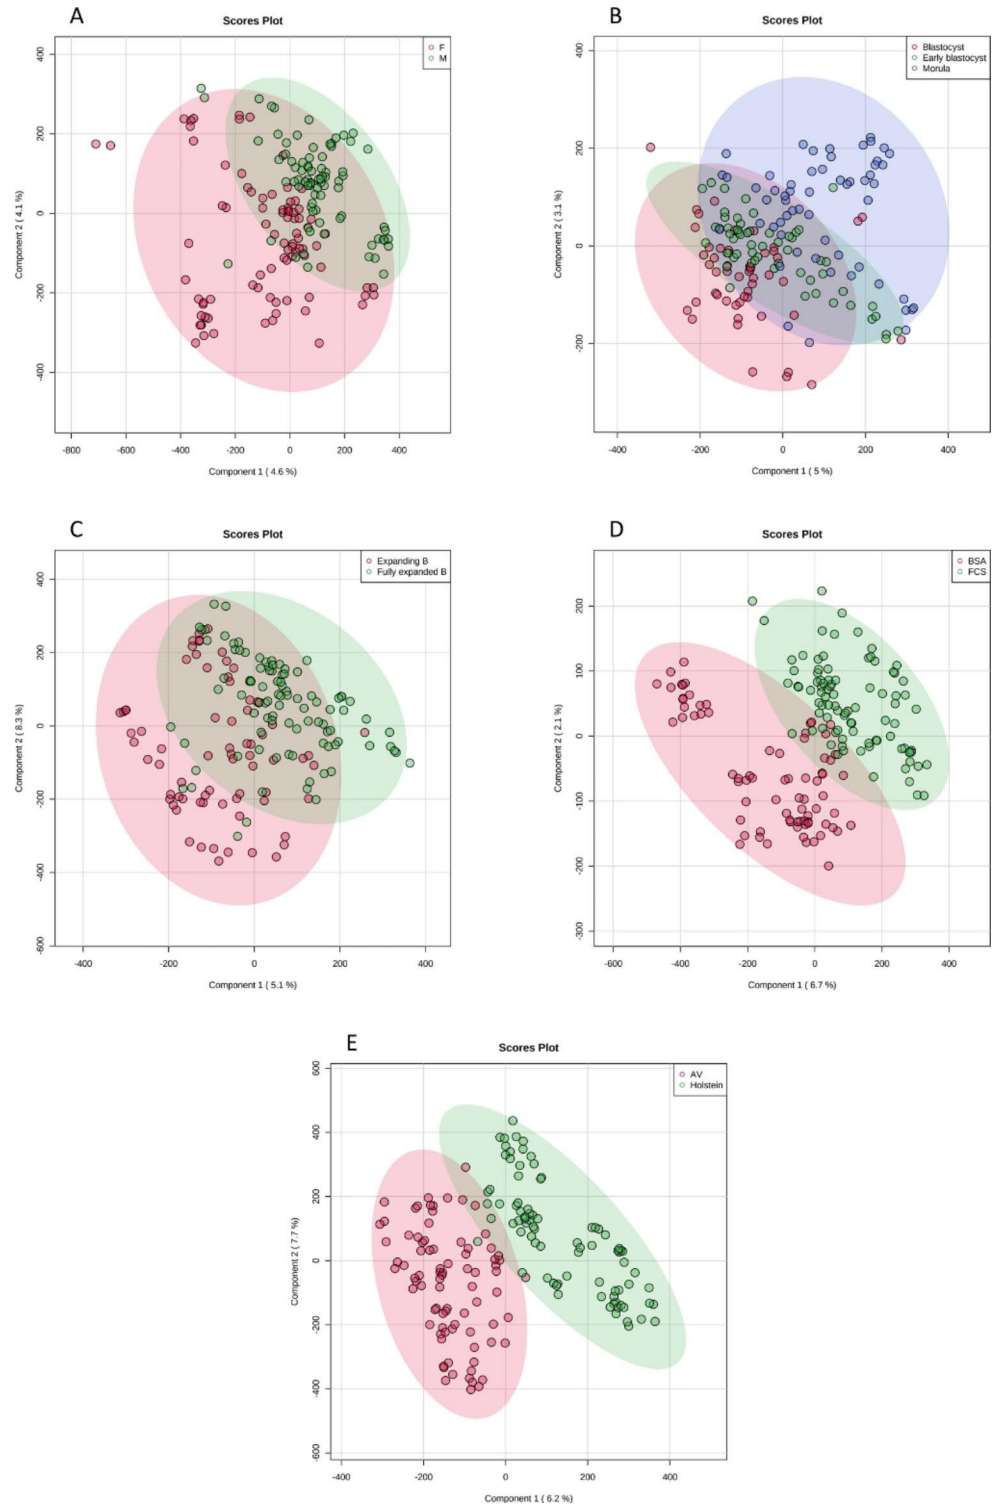 A
Scores Plot
F
M
400
200
0
-200
-400
Component 2 ( 4.1 %)
-800
-600
-400
-200
0
200
400
Component 1 ( 4.6 %)
B
Scores Plot
Blastocyst
Early blastocyst
Morula
400
200
0
-200
Component 2 ( 3.1 %)
-400
-200
0
200
400
Component 1 ( 5 %)
C
Scores Plot
Expanding B
Fully expanded B
400
200
0
-200
-400
-600
Component 2 ( 8.3 %)
-400
-200
0
200
400
Component 1 ( 5.1 %)
D
Scores Plot
BSA
FCS
200
100
0
-100
-200
-300
Component 2 ( 2.1 %)
-600
-400
-200
0
200
400
Component 1 ( 6.7 %)
E
Scores Plot
AV
Holstein
600
400
200
0
-200
-400
-600
Component 2 ( 7.7 %)
-400
-200
0
200
400
Component 1 ( 6.2 %)